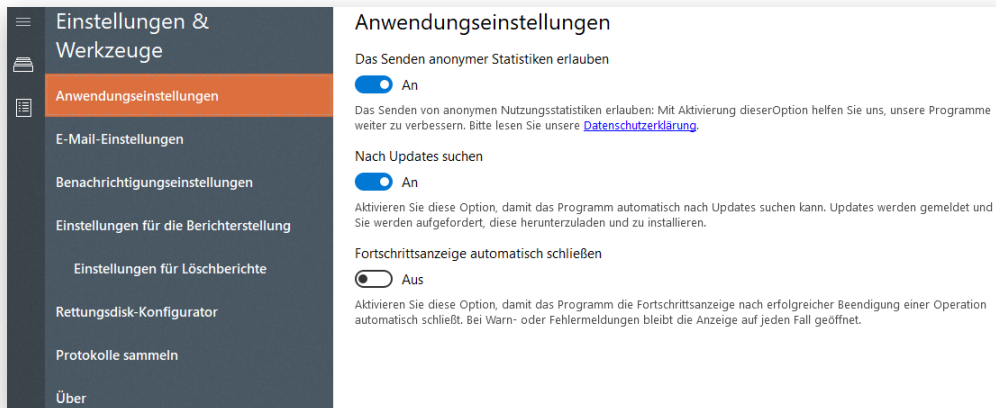 Einstellungen &
Werkzeuge
Anwendungseinstellungen
E-Mail-Einstellungen
Benachrichtigungseinstellungen
Einstellungen für die Berichterstellung
Einstellungen für Löschberichte
Rettungsdisk-Konfigurator
Protokolle sammeln
Über
Anwendungseinstellungen
Das Senden anonymer Statistiken erlauben
An
Das Senden von anonymen Nutzungsstatistiken erlauben: Mit Aktivierung dieserOption helfen Sie uns, unsere Programme
weiter zu verbessern. Bitte lesen Sie unsere Datenschutzerklärung.
Nach Updates suchen
An
Aktivieren Sie diese Option, damit das Programm automatisch nach Updates suchen kann. Updates werden gemeldet und
Sie werden aufgefordert, diese herunterzuladen und zu installieren.
Fortschrittsanzeige automatisch schließen
Aus
Aktivieren Sie diese Option, damit das Programm die Fortschrittsanzeige nach erfolgreicher Beendigung einer Operation
automatisch schließt. Bei Warn- oder Fehlermeldungen bleibt die Anzeige auf jeden Fall geöffnet.